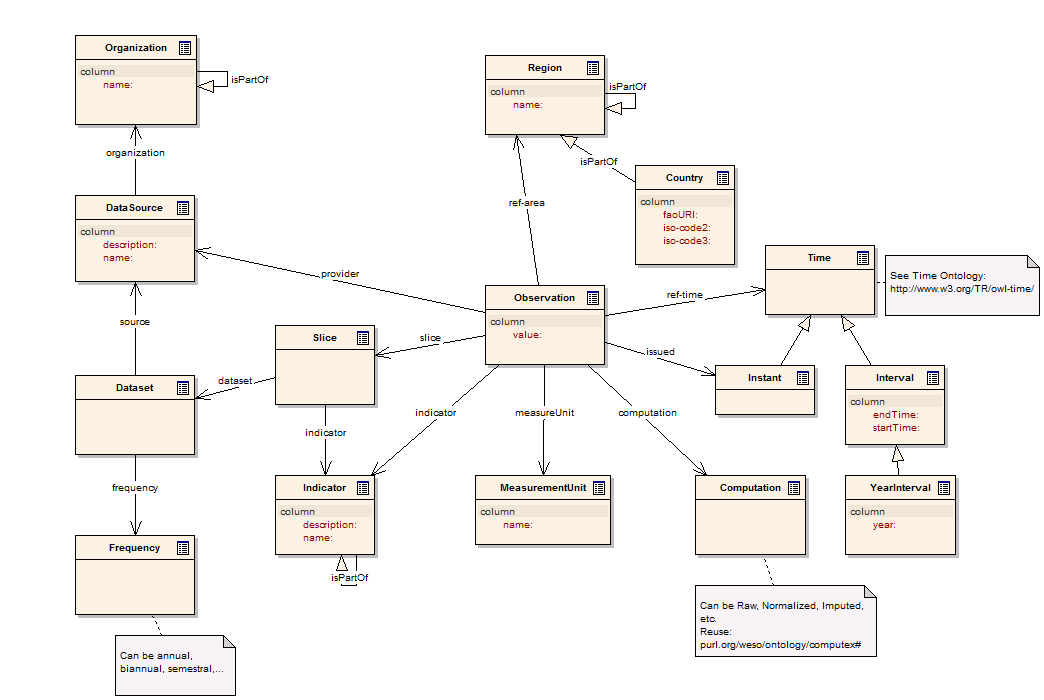 Organization
column
name:
isPartOf
organization
Region
column
name:
isPartOf
isPartOf
Country
column
faoURI:
iso-code2:
iso-code3:
DataSource
column
description:
name:
ref-area
provider
Time
See Time Ontology:
http://www.w3.org/TR/owl-time/
Observation
column
value:
ref-time
source
Slice
slice
issued
Dataset
dataset
Instant
Interval
column
endTime:
startTime:
indicator
indicator
measureUnit
computation
frequency
Indicator
column
description:
name:
isPartOf
MeasurementUnit
column
name:
Computation
YearInterval
column
year:
Frequency
Can be Raw, Normalized, Imputed,
etc.
Reuse:
purl.org/weso/ontology/computex#
Can be annual,
biannual, semestral,...